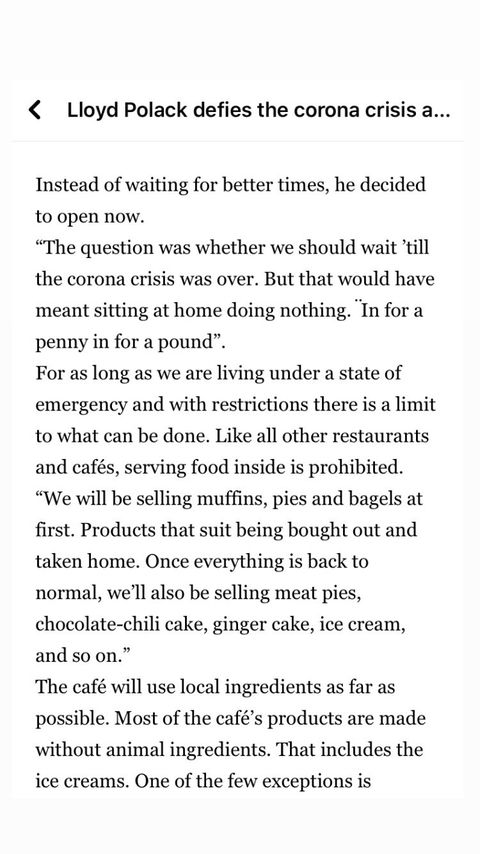 Lloyd Polack defies the corona crisis a...
Instead of waiting for better times, he decided
to open now.
“The question was whether we should wait ’till
the corona crisis was over. But that would have
meant sitting at home doing nothing. ¨In for a
penny in for a pound”.
For as long as we are living under a state of
emergency and with restrictions there is a limit
to what can be done. Like all other restaurants
and cafés, serving food inside is prohibited.
“We will be selling muffins, pies and bagels at
first. Products that suit being bought out and
taken home. Once everything is back to
normal, we’ll also be selling meat pies,
chocolate-chili cake, ginger cake, ice cream,
and so on.”
The café will use local ingredients as far as
possible. Most of the café’s products are made
without animal ingredients. That includes the
ice creams. One of the few exceptions is